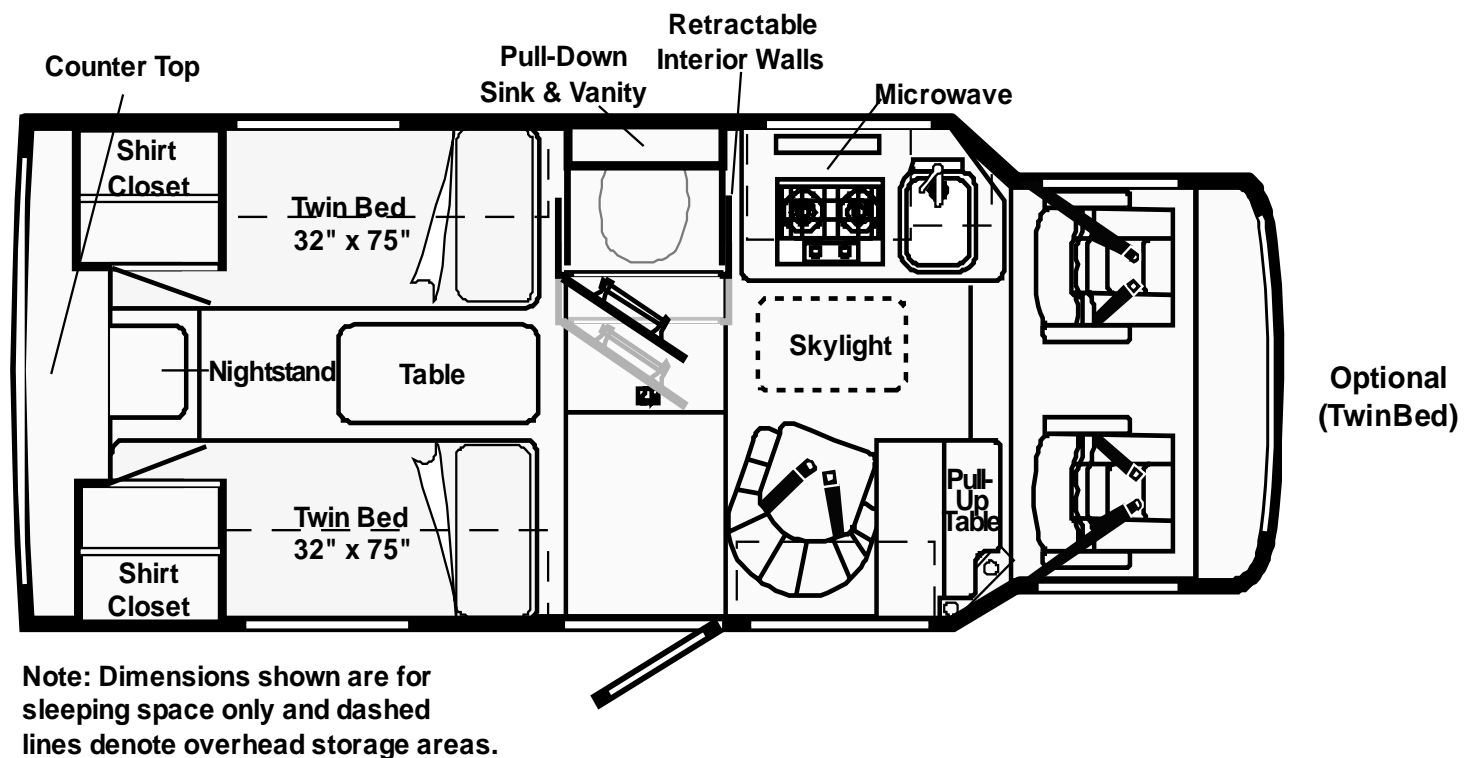 Retractable
Interior Walls
Pull-Down
Sink & Vanity
Counter Top
Microwave
Shirt
Closet
Twin Bed
32" x 75"
Skylight
Nightstand
Table
Optional
(TwinBed)
Pull-
Up
Table
Twin Bed
32" x 75"
Shirt
Closet
Note: Dimensions shown are for
sleeping space only and dashed
lines denote overhead storage areas.